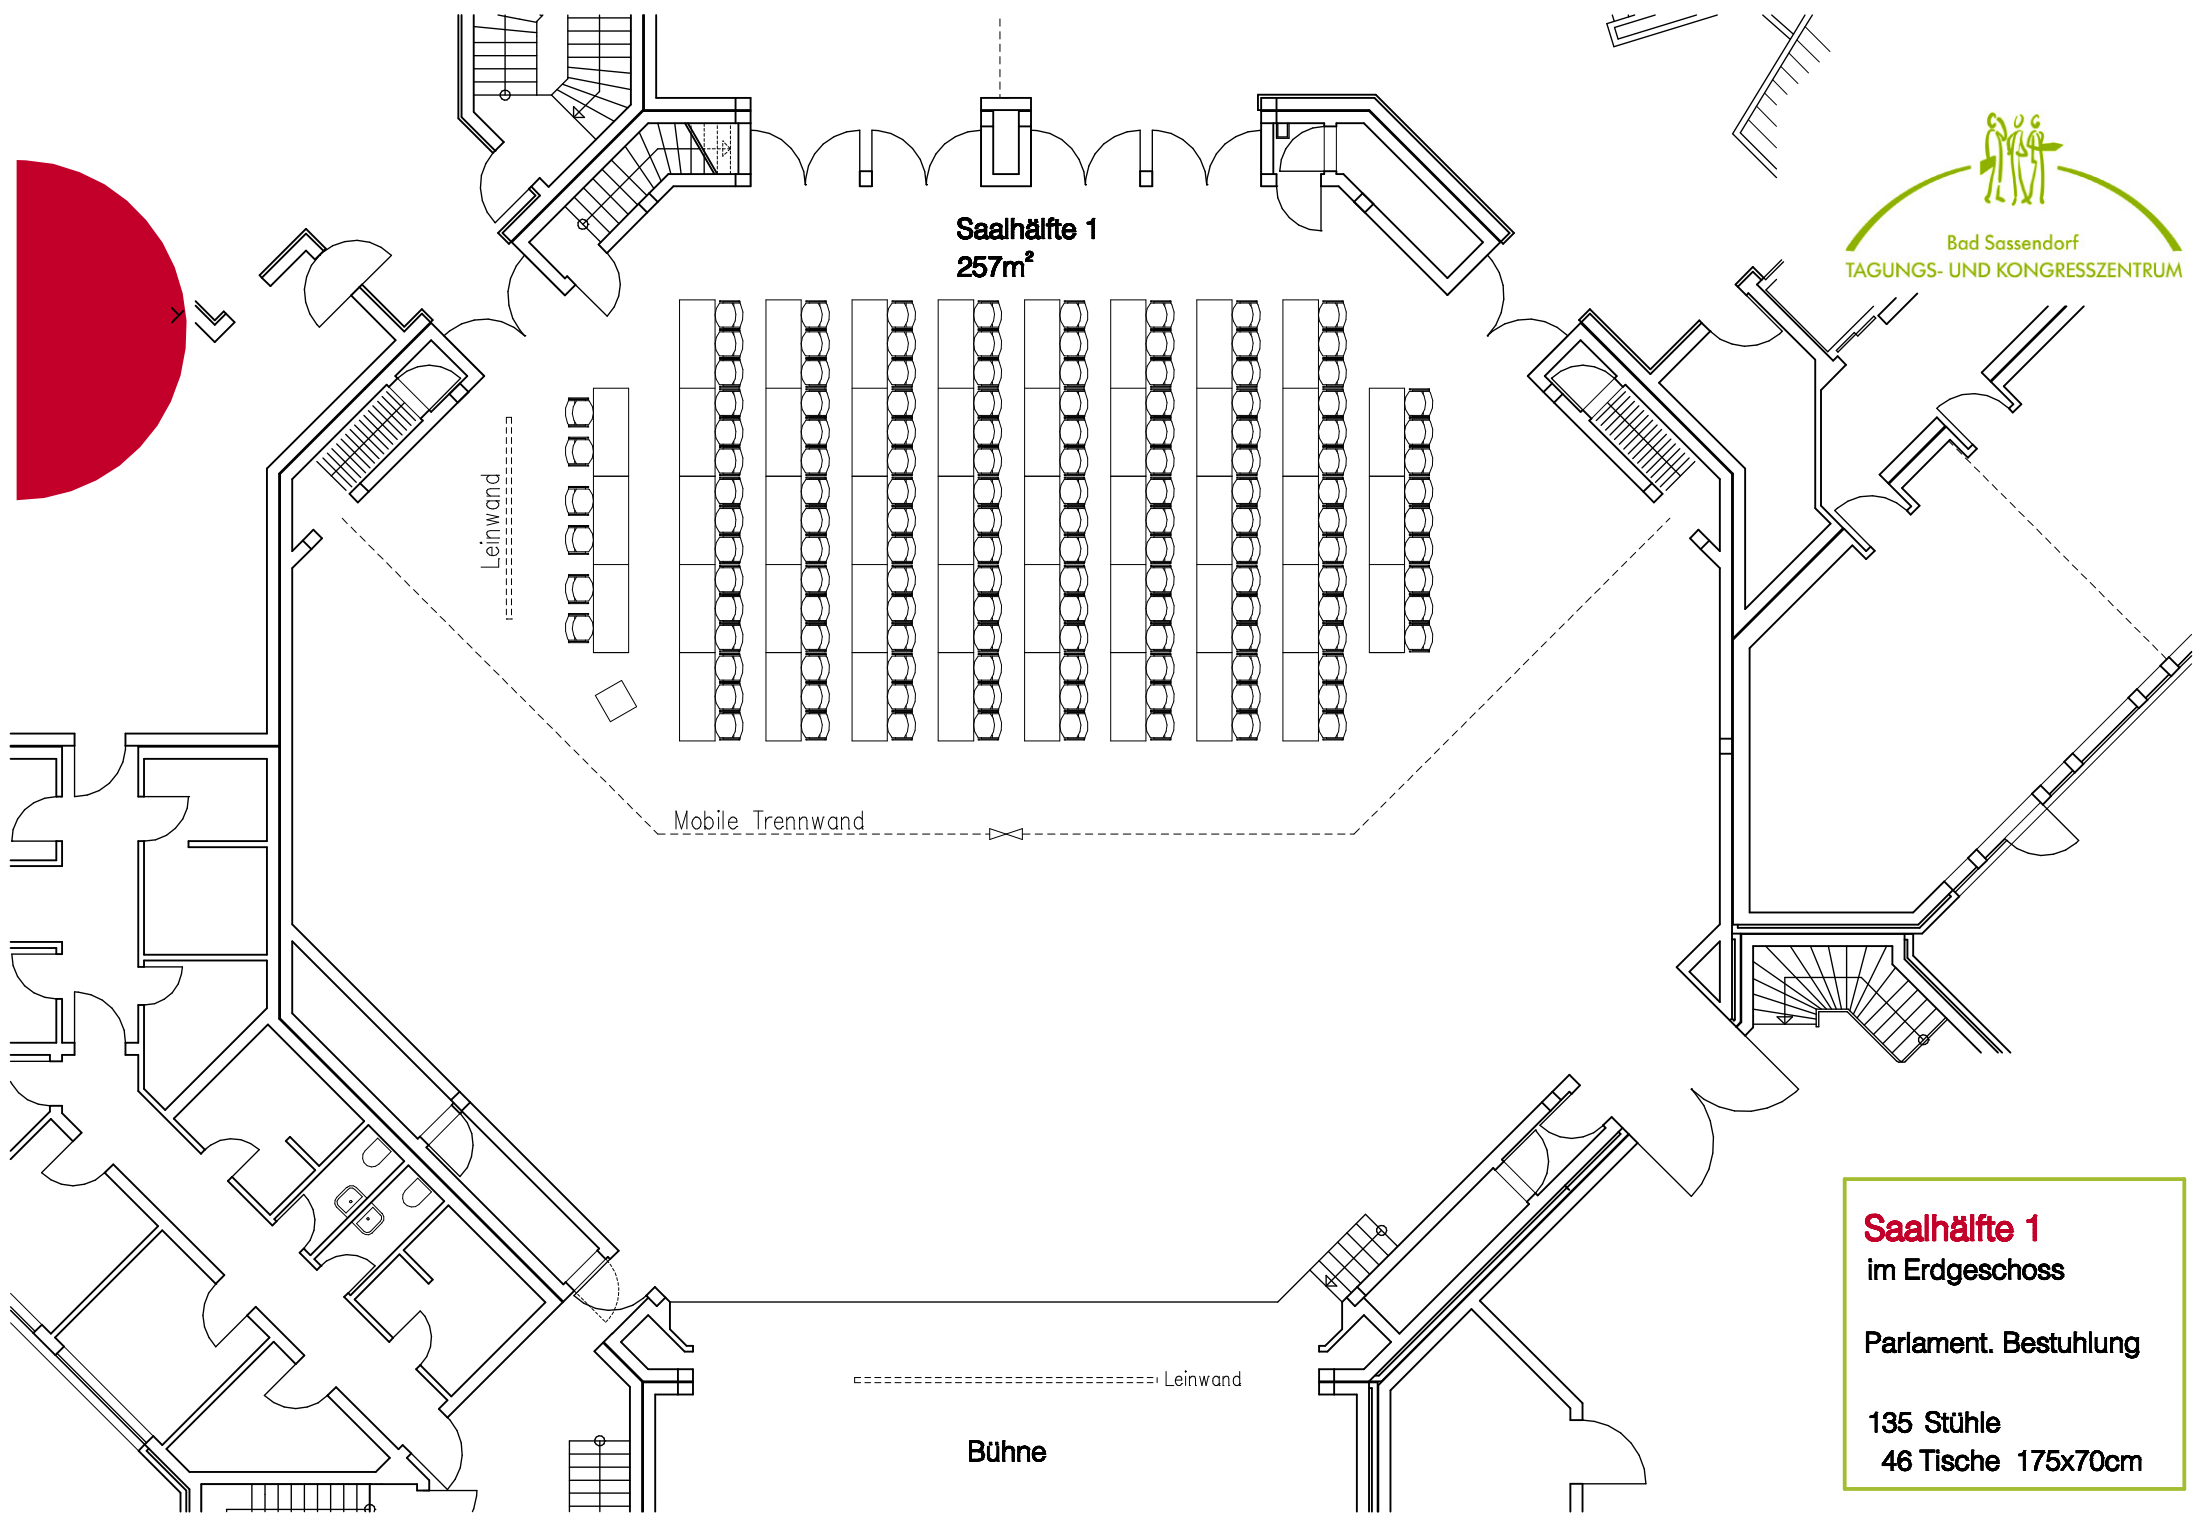 Saalhälfte 1
257m²
Bad Sassendorf
TAGUNGS- UND KONGRESSZENTRUM
Leinwand
Mobile Trennwand
Leinwand
Bühne
Saalhälfte 1
im Erdgeschoss
Parlament. Bestuhlung
135 Stühle
46 Tische 175x70cm